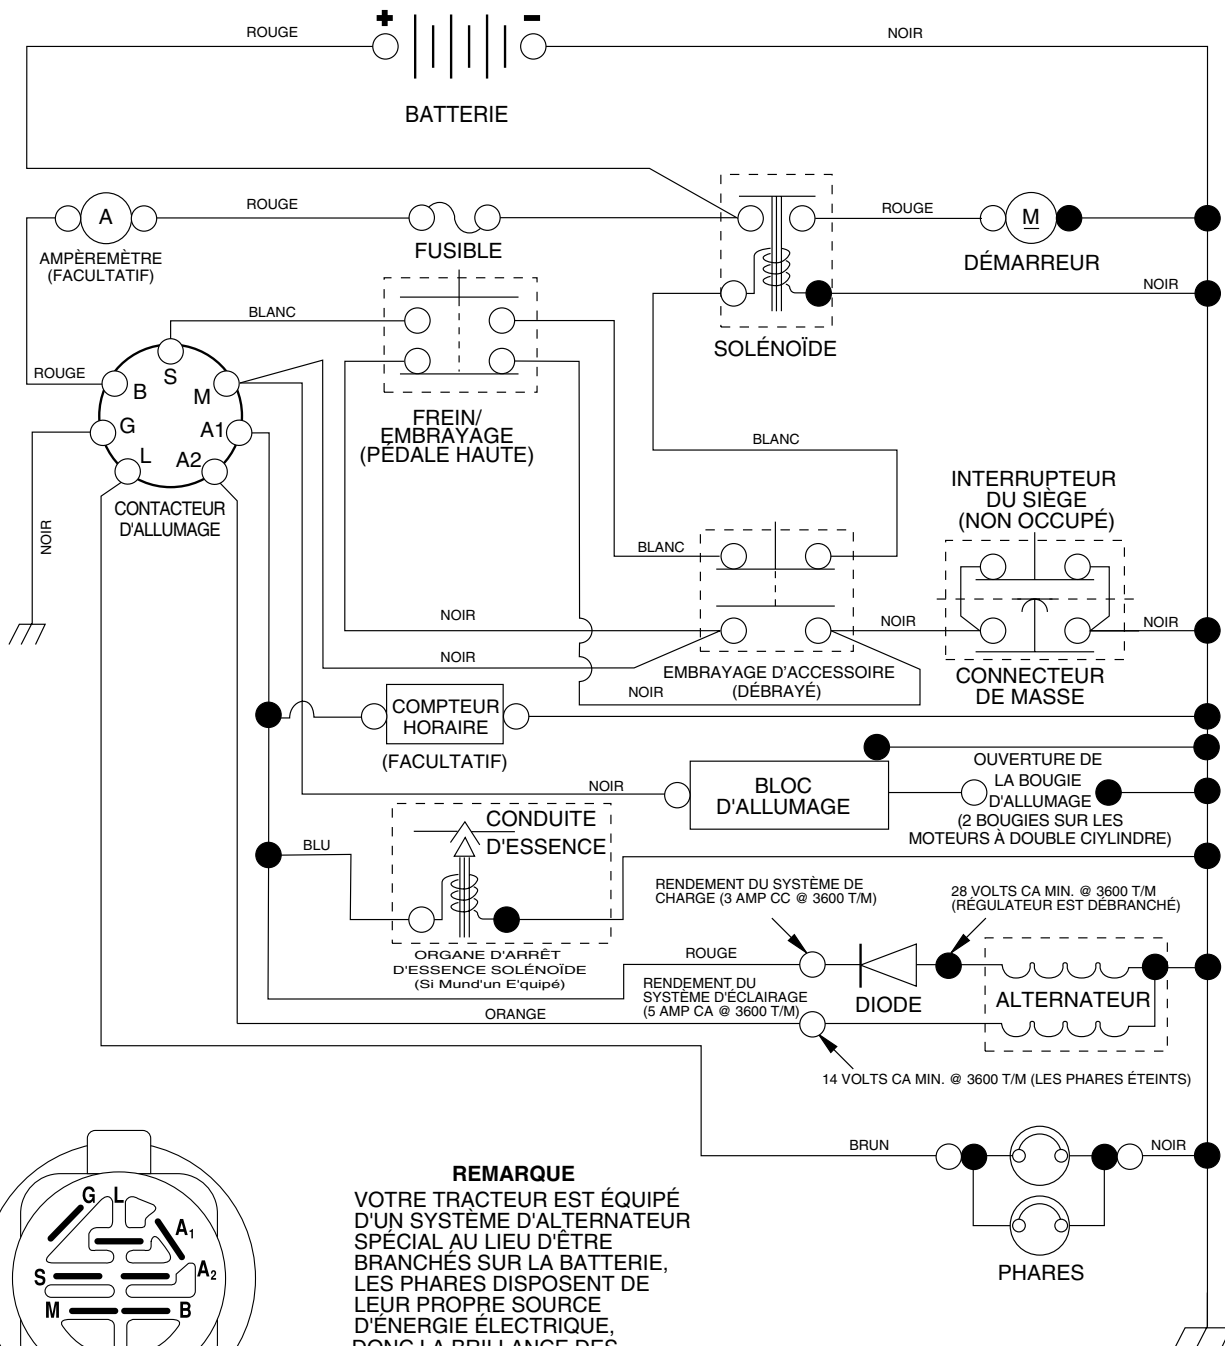 + −
ROUGE
NOIR
BATTERIE
A
ROUGE
ROUGE
M
AMPÈREMÈTRE
(FACULTATIF)
FUSIBLE
DÉMARREUR
NOIR
BLANC
SOLÉNOÏDE
ROUGE
S
B
M
G
A1
L
A2
FREIN/
EMBRAYAGE
(PÉDALE HAUTE)
BLANC
CONTACTEUR
D'ALLUMAGE
NOIR
INTERRUPTEUR
DU SIÈGE
(NON OCCUPÉ)
BLANC
NOIR
NOIR
NOIR
NOIR
EMBRAYAGE D'ACCESSOIRE
(DÉBRAYÉ)
NOIR
CONNECTEUR
DE MASSE
COMPTEUR
HORAIRE
(FACULTATIF)
OUVERTURE DE
LA BOUGIE
D'ALLUMAGE
(2 BOUGIES SUR LES
MOTEURS À DOUBLE CIYLINDRE)
NOIR
BLOC
D'ALLUMAGE
CONDUITE
D'ESSENCE
BLU
RENDEMENT DU SYSTÈME DE
CHARGE (3 AMP CC @ 3600 T/M)
28 VOLTS CA MIN. @ 3600 T/M
(RÉGULATEUR EST DÉBRANCHÉ)
ORGANE D'ARRÊT
D'ESSENCE SOLÉNOÏDE
(Si Mund'un E'quipé)
ROUGE
RENDEMENT DU
SYSTÈME D'ÉCLAIRAGE
(5 AMP CA @ 3600 T/M)
DIODE
ALTERNATEUR
ORANGE
14 VOLTS CA MIN. @ 3600 T/M (LES PHARES ÉTEINTS)
BRUN
NOIR
PHARES
G L
A1
S
A2
M
B
REMARQUE
VOTRE TRACTEUR EST ÉQUIPÉ
D'UN SYSTÈME D'ALTERNATEUR
SPÉCIAL AU LIEU D'ÊTRE
BRANCHÉS SUR LA BATTERIE,
LES PHARES DISPOSENT DE
LEUR PROPRE SOURCE
D'ÉNERGIE ÉLECTRIQUE,
DONC LA BRILLANCE DES